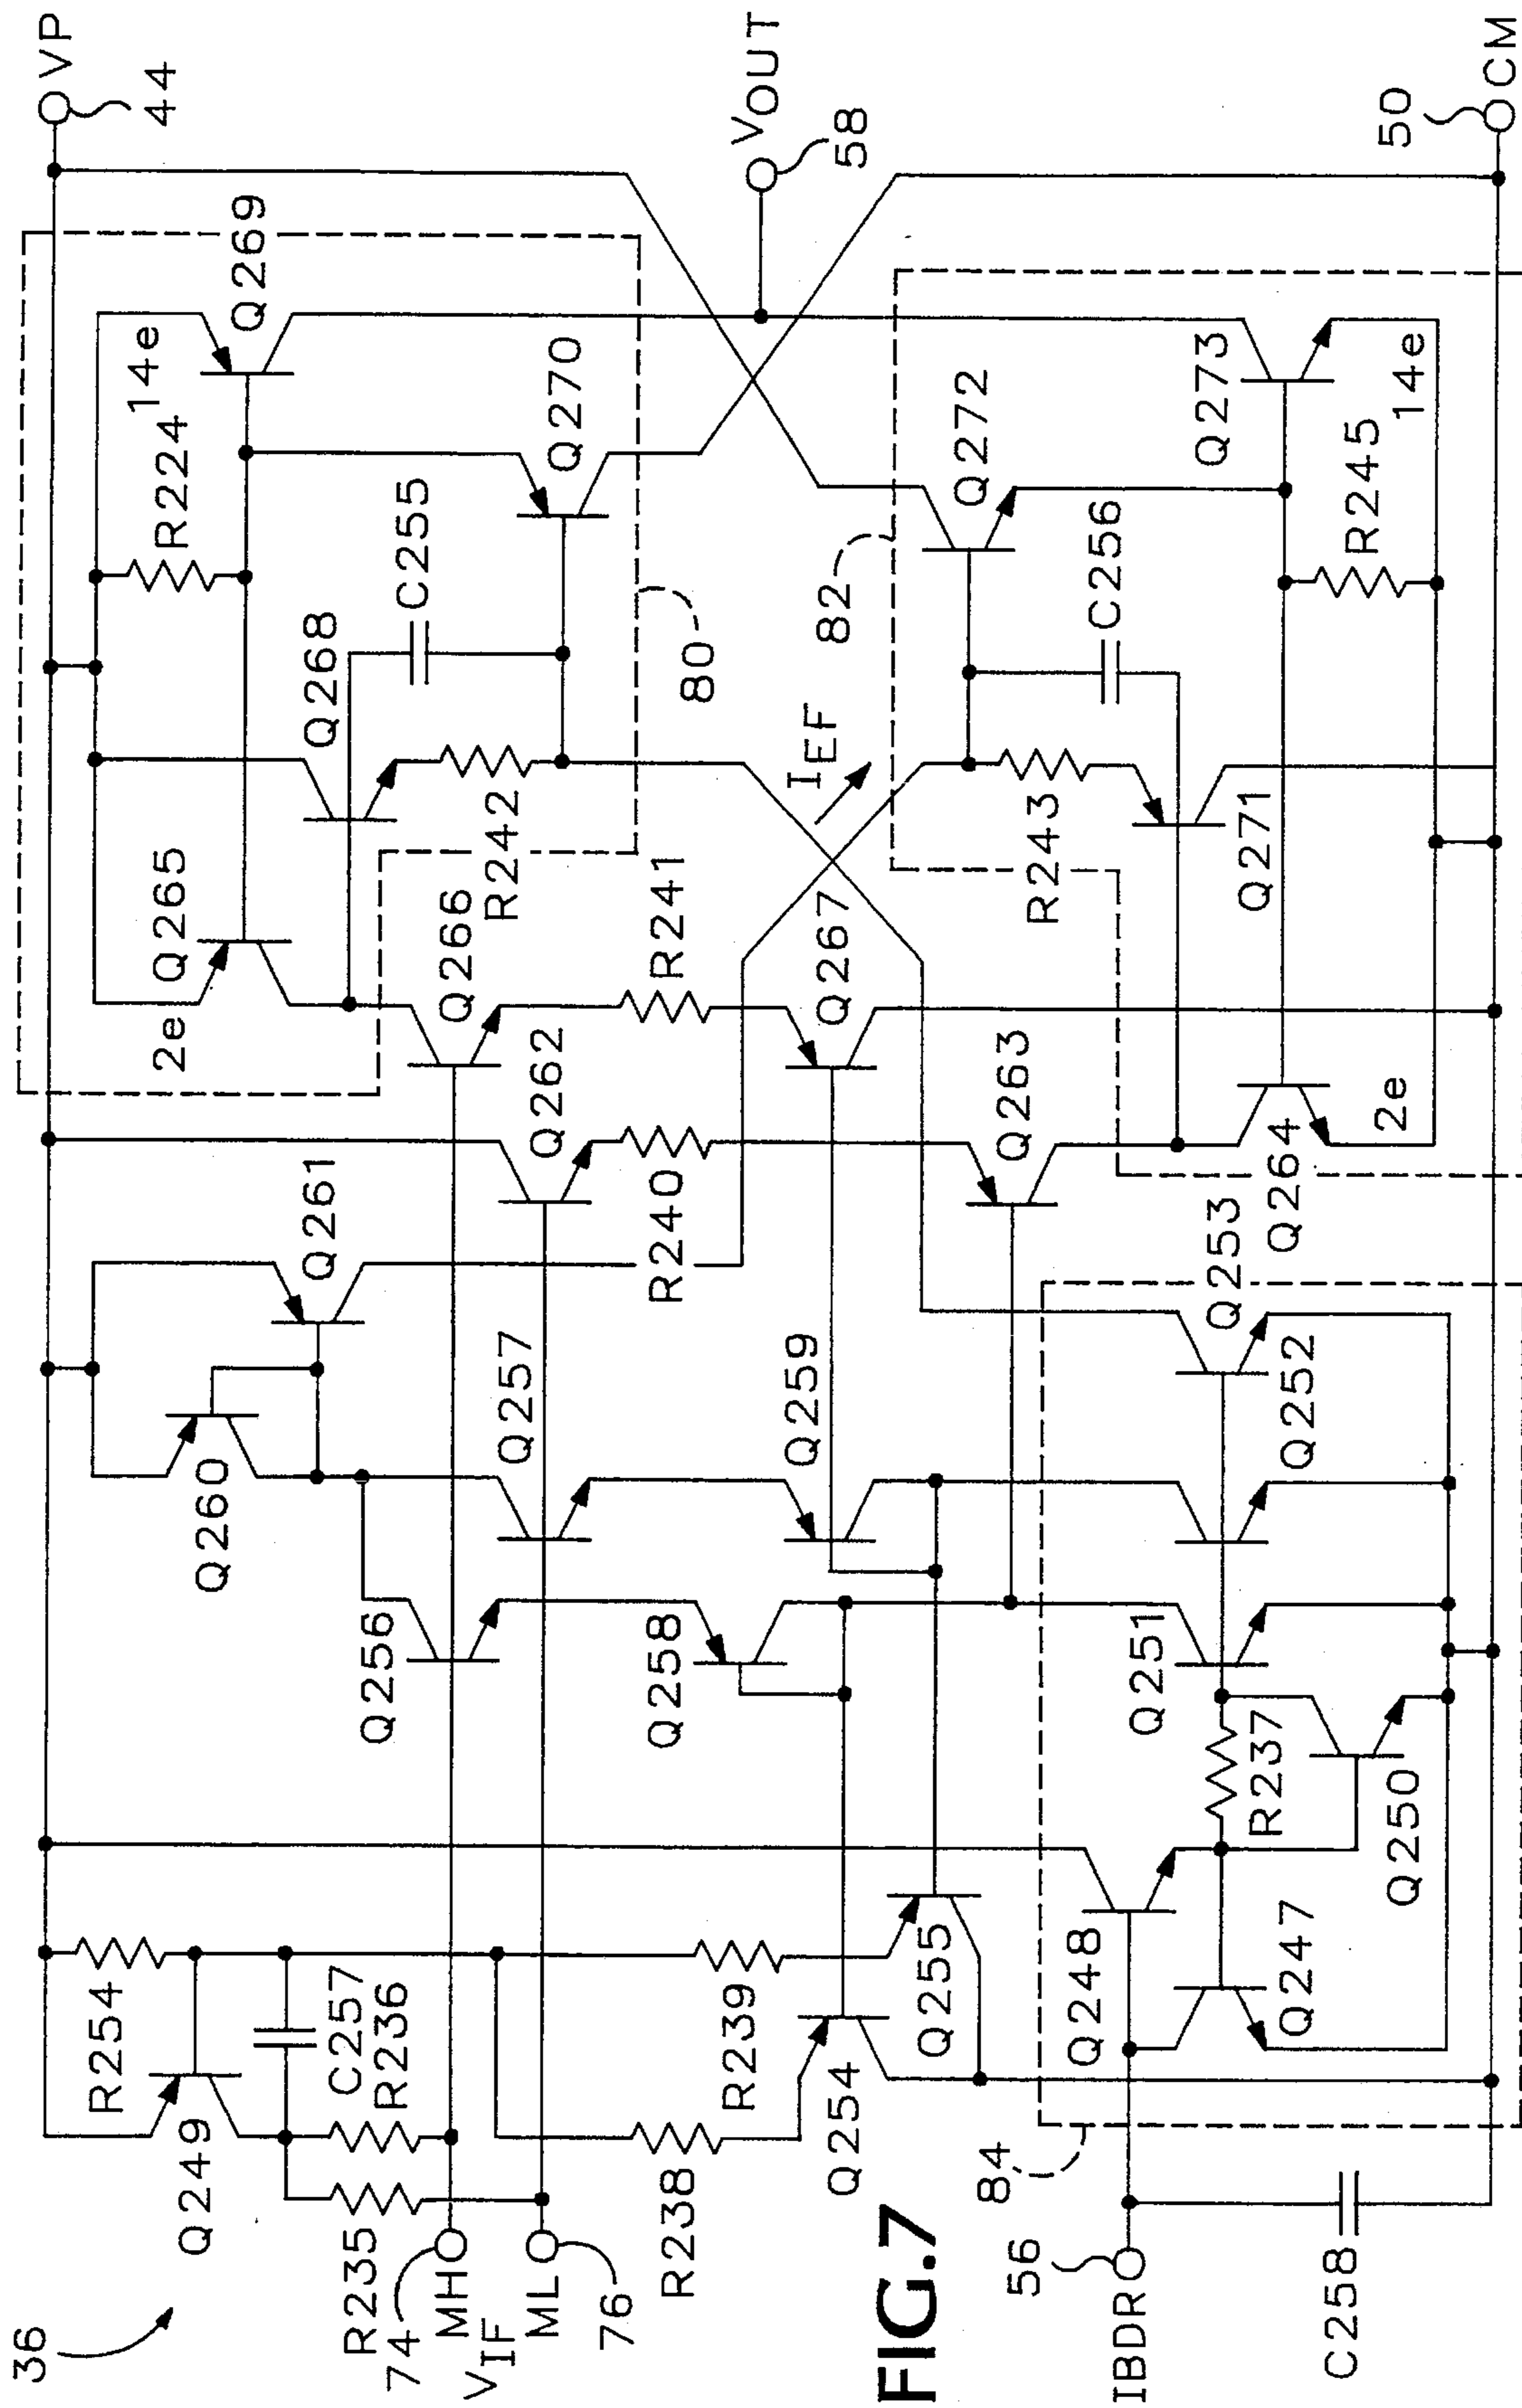 36
VP
44
R254
Q249
C257
R236
R235
74
MH
VIF
ML
76
R238
R239
Q254
Q255
Q260
Q261
Q256
Q257
Q258
Q259
Q262
R240
Q263
2e
Q265
Q266
R241
Q267
Q268
R242
R224
14e
Q269
C255
Q270
80
IEF
VOUT
58
82
Q272
C256
R243
Q271
Q273
R245
14e
Q264
2e
Q253
Q252
Q251
R237
Q250
Q248
Q247
84
56
IBDR
C258
50
CM
FIG.7